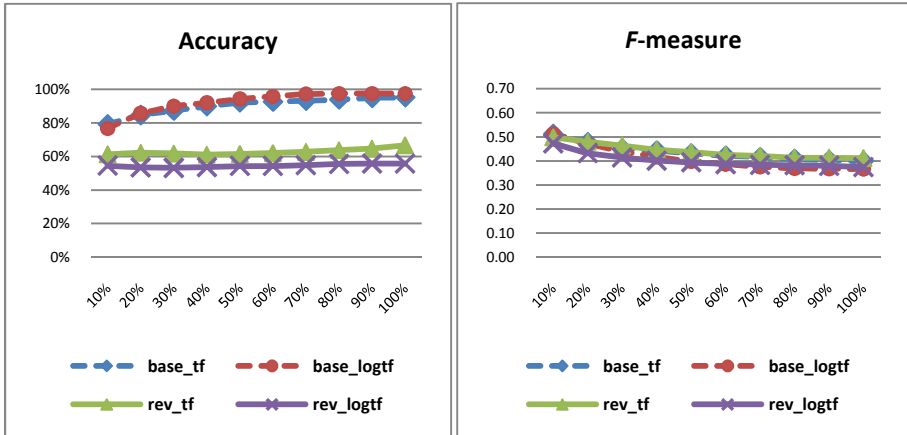 Accuracy
100%
80%
60%
40%
20%
0%
10% 20% 30% 40% 50% 60% 70% 80% 90% 100%
base_tf base_logtf
rev_tf rev_logtf
F-measure
0.70
0.60
0.50
0.40
0.30
0.20
0.10
0.00
10% 20% 30% 40% 50% 60% 70% 80% 90% 100%
base_tf base_logtf
rev_tf rev_logtf